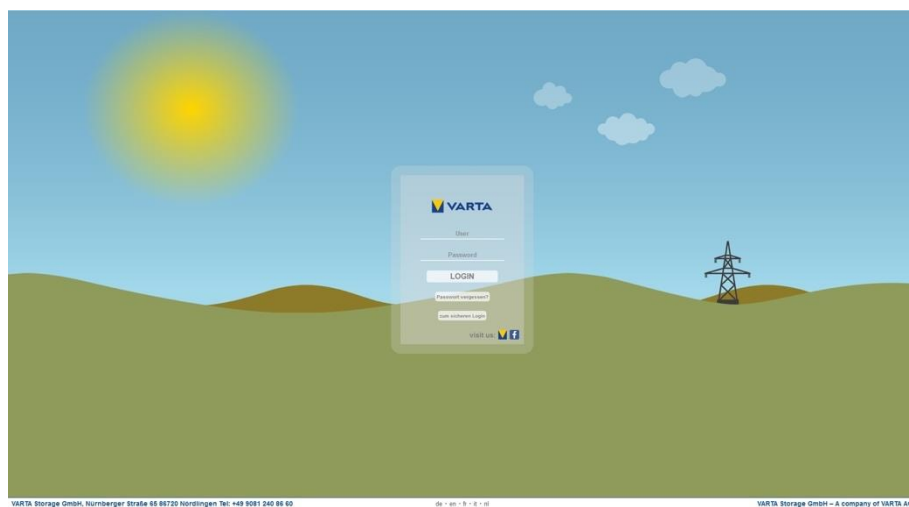 VARTA
User
Password
LOGIN
Passwort vergessen?
zum sicheren Login
visit us:
VARTA Storage GmbH, Nürnberger Straße 65 86720 Nördlingen Tel: +49 9081 240 86 60
de - en - fr - it - nl
VARTA Storage GmbH – A company of VARTA AG